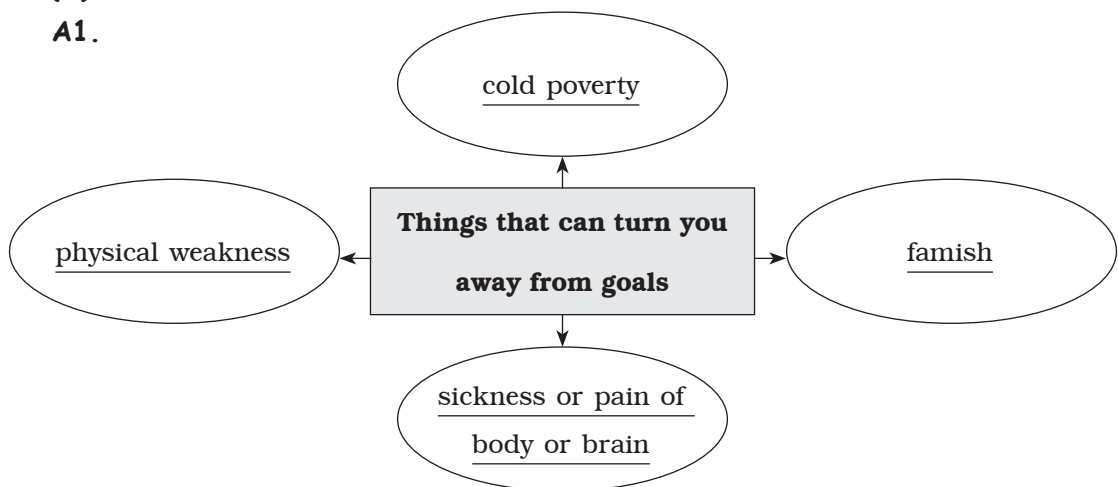 A1.
cold poverty
Things that can turn you
away from goals
physical weakness
famish
sickness or pain of
body or brain